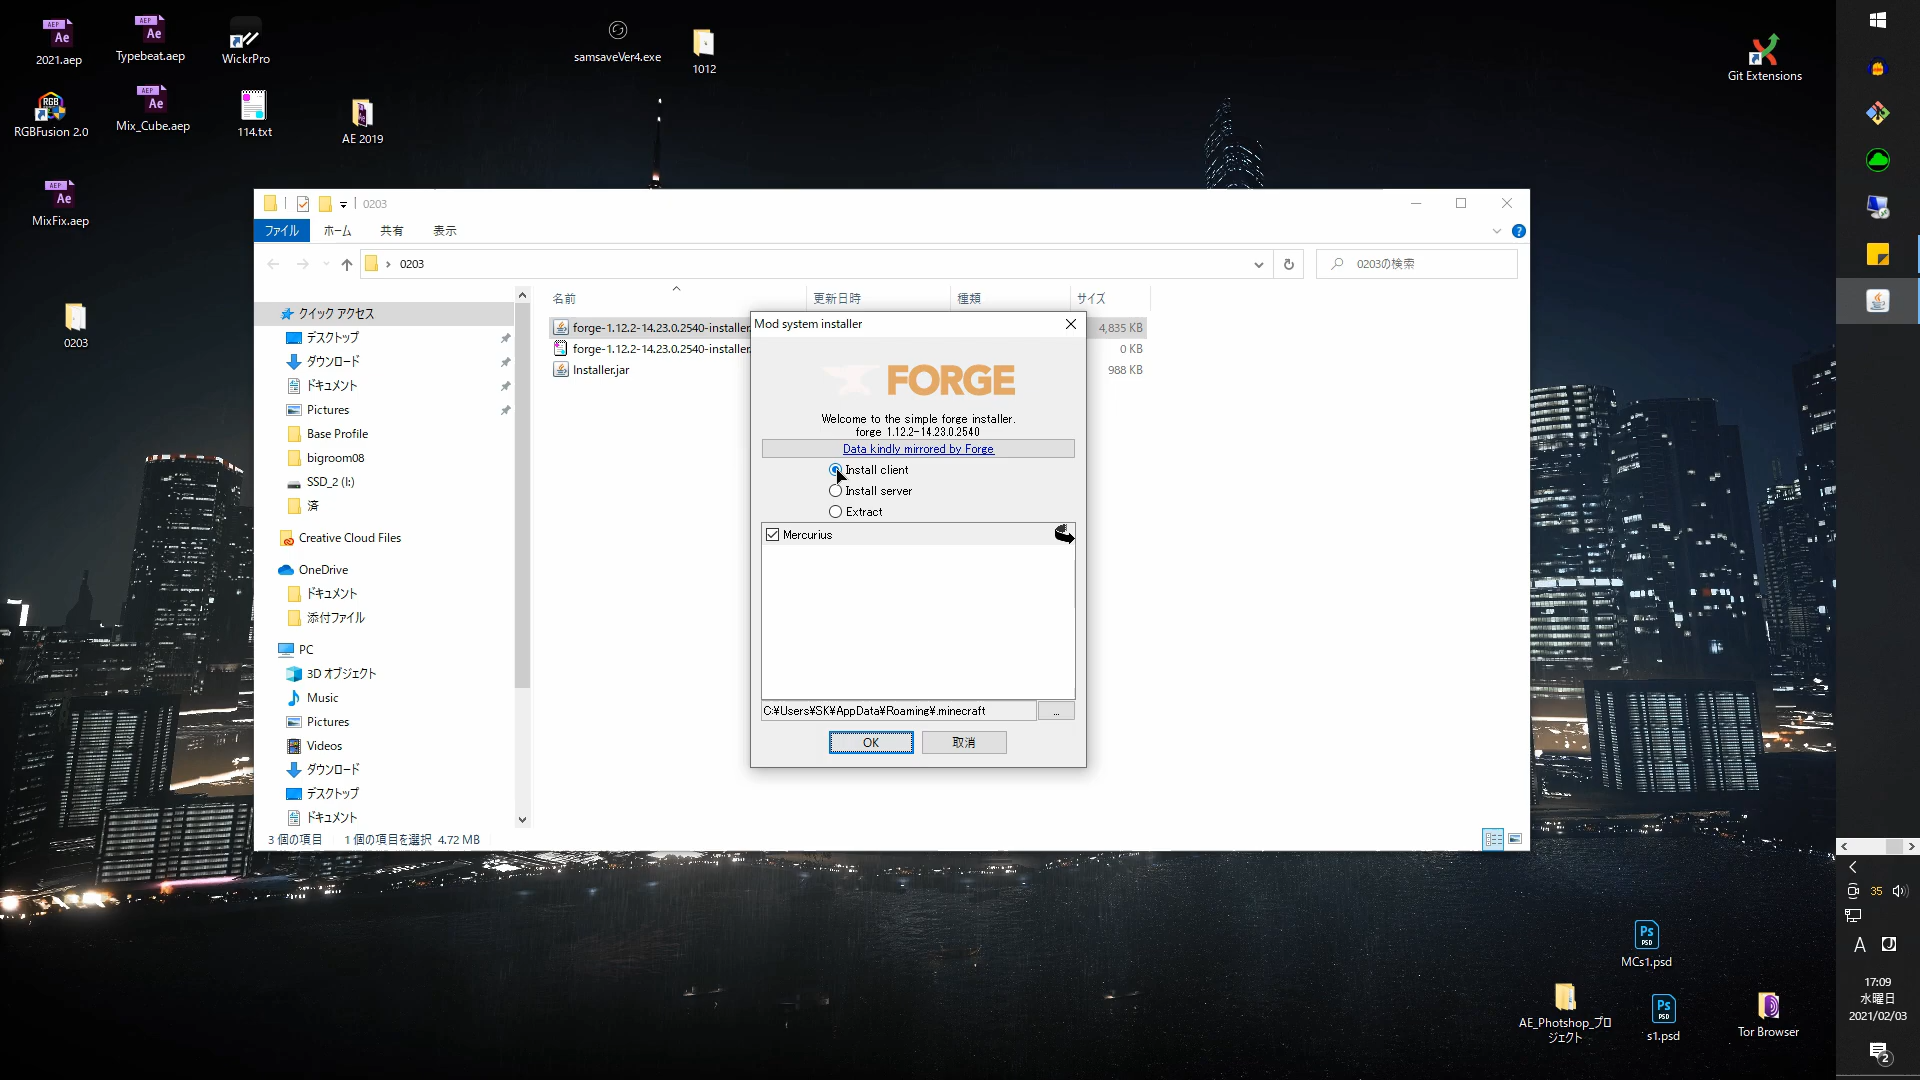 2021.aep
Typebeat.aep
WickrPro
samsaveVer4.exe
1012
Git Extensions
RGBFusion 2.0
Mix_Cube.aep
114.txt
AE 2019
MixFix.aep
0203
0203
ファイル
ホーム
共有
表示
0203
0203の検索
名前
更新日時
種類
サイズ
クイック アクセス
デスクトップ
ダウンロード
ドキュメント
Pictures
Base Profile
bigroom08
SSD_2 (I:)
済
Creative Cloud Files
OneDrive
ドキュメント
添付ファイル
PC
3D オブジェクト
Music
Pictures
Videos
ダウンロード
デスクトップ
ドキュメント
forge-1.12.2-14.23.0.2540-installer
4,835 KB
forge-1.12.2-14.23.0.2540-installer.
0 KB
Installer.jar
988 KB
3 個の項目
1 個の項目を選択 4.72 MB
Mod system installer
FORGE
Welcome to the simple forge installer.
forge 1.12.2-14.23.0.2540
Data kindly mirrored by Forge
Install client
Install server
Extract
Mercurius
C:¥Users¥SK¥AppData¥Roaming¥.minecraft
...
OK
取消
35
A
17:09
水曜日
2021/02/03
2
MCs1.psd
AE_Photshop_プロ
ジェクト
s1.psd
Tor Browser